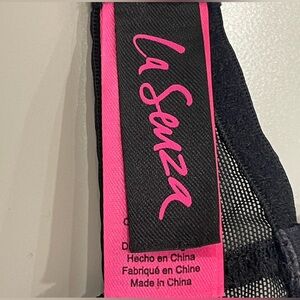 La Senza
Hecho en China
Fabriqué en Chine
Made in China